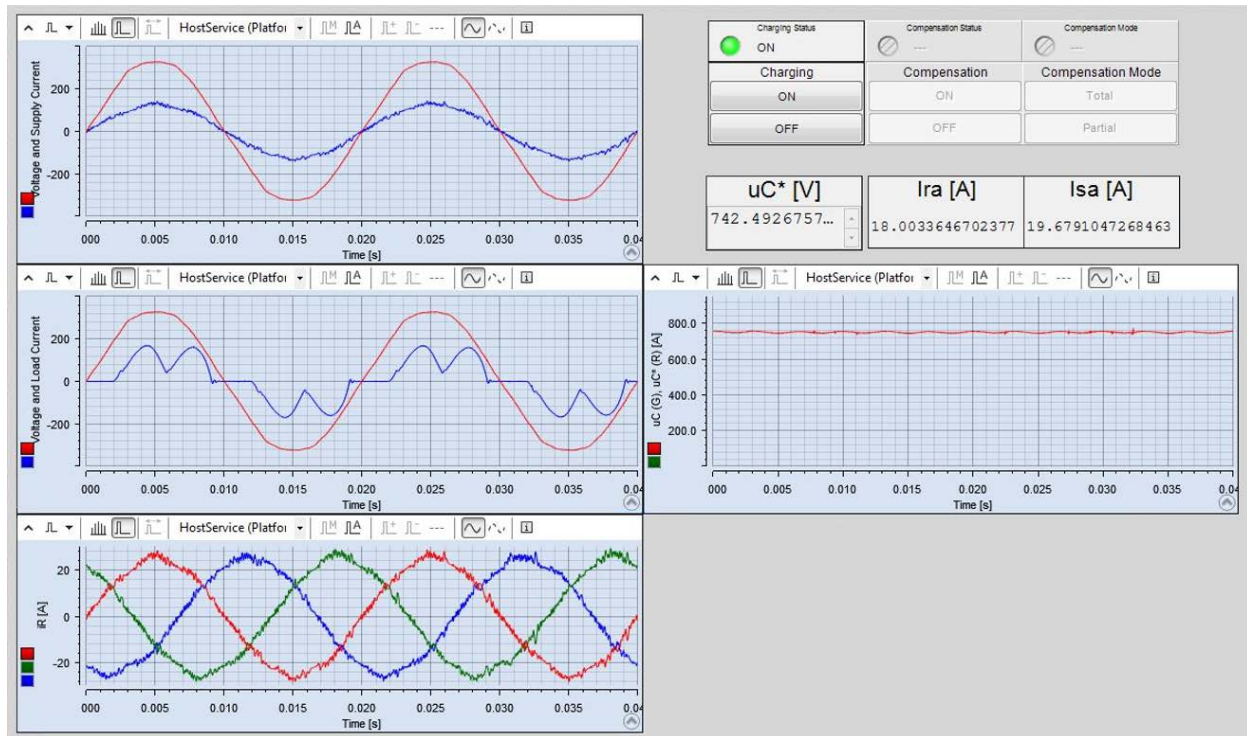 HostService (Platfor
Voltage and Supply Current
200
0
-200
000 0.005 0.010 0.015 0.020 0.025 0.030 0.035 0.04
Time [s]
Charging Status
ON
Compensation Status
---
Compensation Mode
---
Charging Compensation Compensation Mode
ON ON Total
OFF OFF Partial
uC* [V] Ira [A] Isa [A]
742.4926757… 18.0033646702377 19.6791047268463
HostService (Platfor
Voltage and Load Current
200
0
-200
000 0.005 0.010 0.015 0.020 0.025 0.030 0.035 0.04
Time [s]
HostService (Platfor
uC (G), uC* (R) [A]
800.0
600.0
400.0
200.0
000 0.005 0.010 0.015 0.020 0.025 0.030 0.035 0.04
Time [s]
HostService (Platfor
iR [A]
20
0
-20
000 0.005 0.010 0.015 0.020 0.025 0.030 0.035 0.04
Time [s]